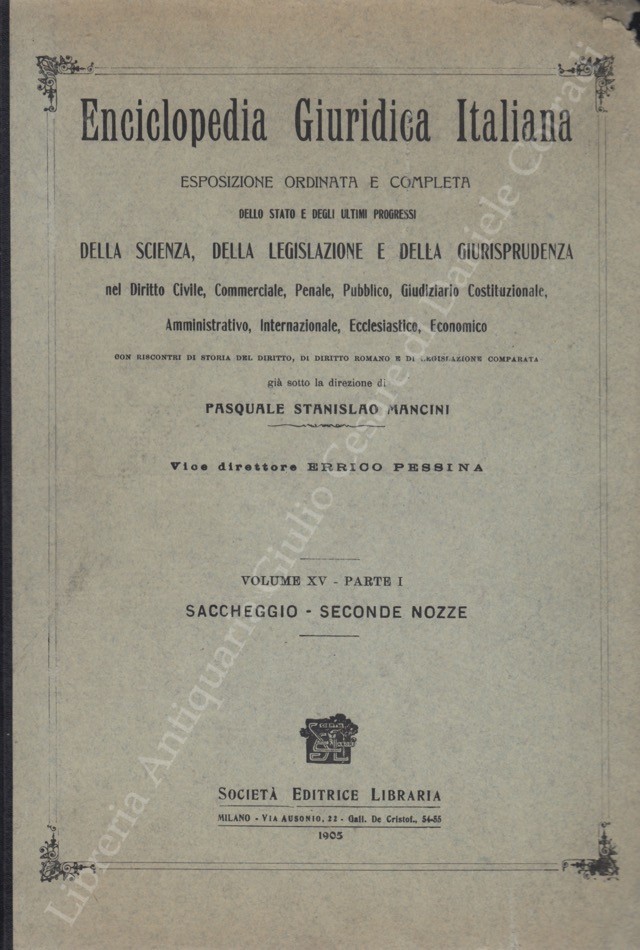 Enciclopedia Giuridica Italiana
ESPOSIZIONE ORDINATA E COMPLETA
DELLO STATO E DEGLI ULTIMI PROGRESSI
DELLA SCIENZA, DELLA LEGISLAZIONE E DELLA GIURISPRUDENZA
nel Diritto Civile, Commerciale, Penale, Pubblico, Giudiziario Costituzionale,
Amministrativo, Internazionale, Ecclesiastico, Economico
CON RISCONTRI DI STORIA DEL DIRITTO, DI DIRITTO ROMANO E DI LEGISLAZIONE COMPARATA
già sotto la direzione di
PASQUALE STANISLAO MANCINI
Vice direttore ERRICO PESSINA
VOLUME XV - PARTE I
SACCHEGGIO - SECONDE NOZZE
SOCIETÀ EDITRICE LIBRARIA
MILANO - VIA AUSONIO, 22 - Gall. De Cristof., 54-55
1905
Libreria Antiquaria Giulio Cesare di Daniele Corradi